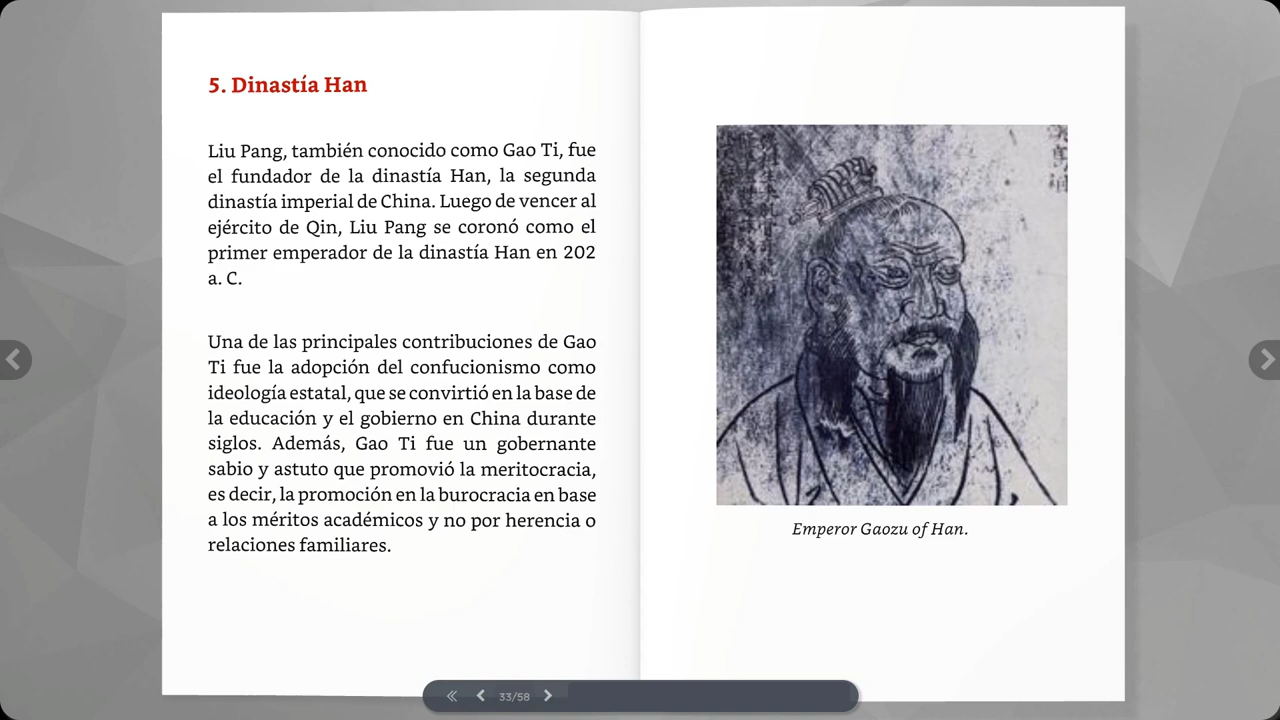 5. Dinastía Han
Liu Pang, también conocido como Gao Ti, fue
el fundador de la dinastía Han, la segunda
dinastía imperial de China. Luego de vencer al
ejército de Qin, Liu Pang se coronó como el
primer emperador de la dinastía Han en 202
a. C.
Una de las principales contribuciones de Gao
Ti fue la adopción del confucionismo como
ideología estatal, que se convirtió en la base de
la educación y el gobierno en China durante
siglos. Además, Gao Ti fue un gobernante
sabio y astuto que promovió la meritocracia,
es decir, la promoción en la burocracia en base
a los méritos académicos y no por herencia o
relaciones familiares.
Emperor Gaozu of Han.
33/58